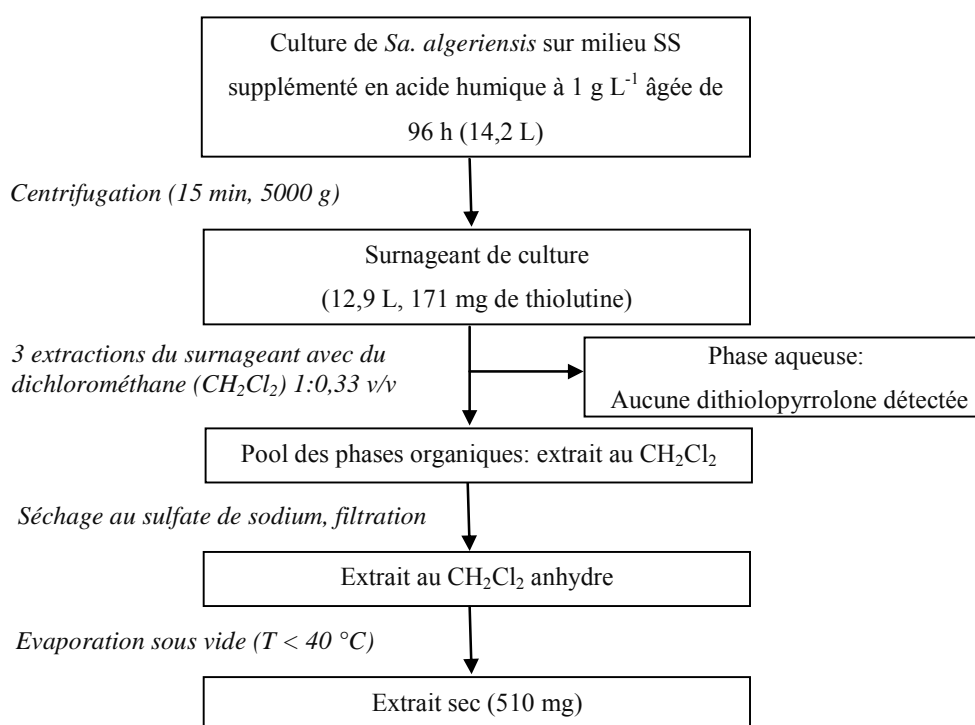 Culture de Sa. algeriensis sur milieu SS
supplémenté en acide humique à 1 g L⁻¹ âgée de
96 h (14,2 L)
Centrifugation (15 min, 5000 g)
Surnageant de culture
(12,9 L, 171 mg de thiolutine)
3 extractions du surnageant avec du
dichlorométhane (CH₂Cl₂) 1:0,33 v/v
Phase aqueuse:
Aucune dithiolopyrrolone détectée
Pool des phases organiques: extrait au CH₂Cl₂
Séchage au sulfate de sodium, filtration
Extrait au CH₂Cl₂ anhydre
Evaporation sous vide (T < 40 °C)
Extrait sec (510 mg)